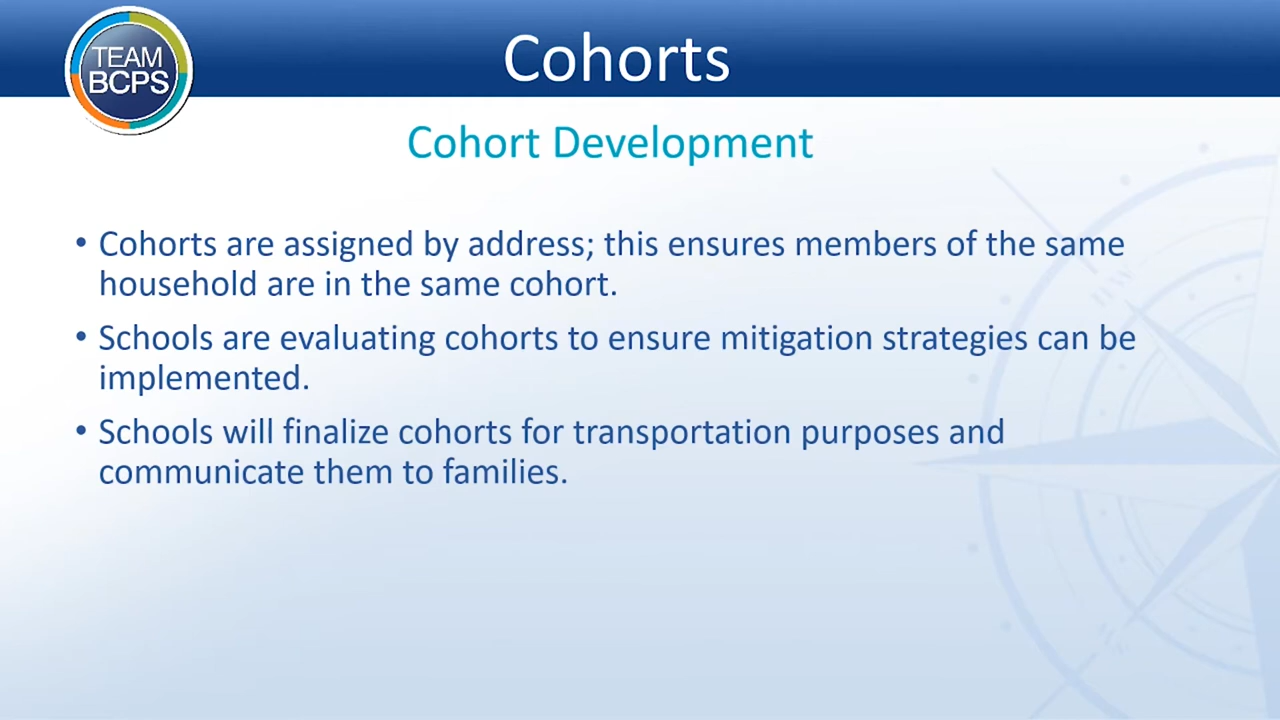 TEAM
BCPS
Cohorts
Cohort Development
• Cohorts are assigned by address; this ensures members of the same
household are in the same cohort.
• Schools are evaluating cohorts to ensure mitigation strategies can be
implemented.
• Schools will finalize cohorts for transportation purposes and
communicate them to families.